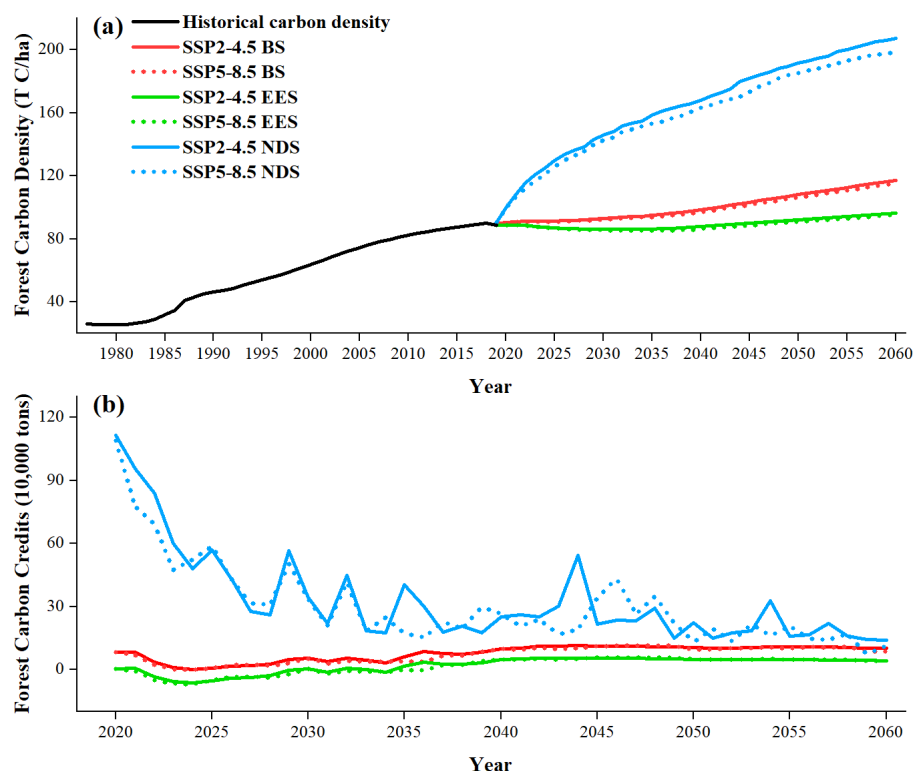 (a)
Historical carbon density
SSP2-4.5 BS
SSP5-8.5 BS
SSP2-4.5 EES
SSP5-8.5 EES
SSP2-4.5 NDS
SSP5-8.5 NDS
Forest Carbon Density (T C/ha)
200
160
120
80
40
1980 1985 1990 1995 2000 2005 2010 2015 2020 2025 2030 2035 2040 2045 2050 2055 2060
Year
(b)
Forest Carbon Credits (10,000 tons)
120
90
60
30
0
2020 2025 2030 2035 2040 2045 2050 2055 2060
Year